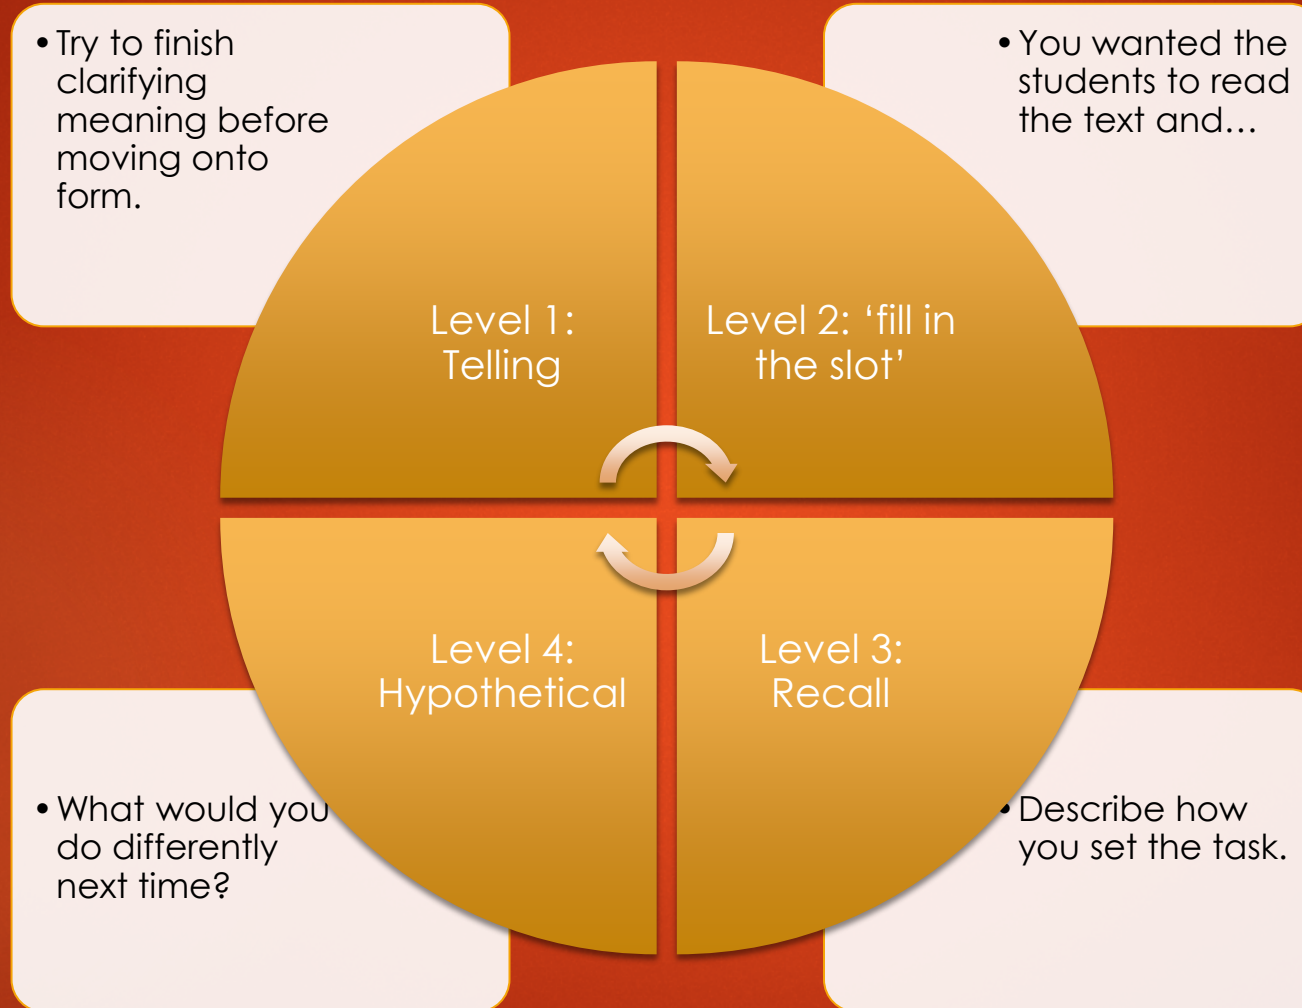 • Try to finish
clarifying
meaning before
moving onto
form.
• You wanted the
students to read
the text and…
Level 1:
Telling
Level 2: ‘fill in
the slot’
Level 4:
Hypothetical
Level 3:
Recall
• What would you
do differently
next time?
• Describe how
you set the task.